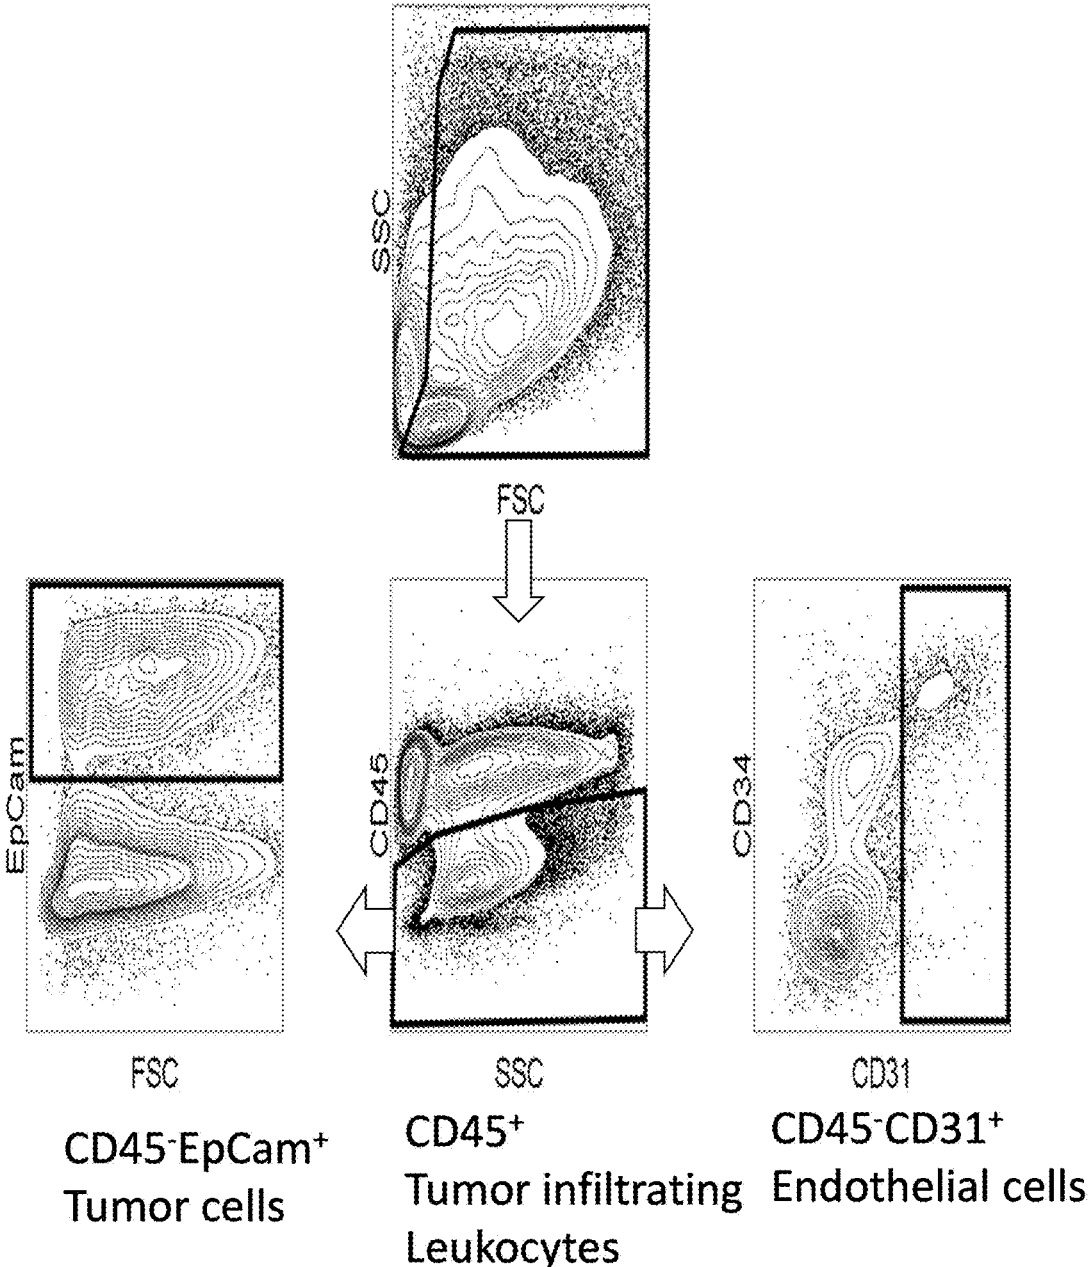 SSC
FSC
EpCam
CD45
CD34
FSC
SSC
CD31
CD45⁻EpCam⁺
Tumor cells
CD45⁺
Tumor infiltrating
Leukocytes
CD45⁻CD31⁺
Endothelial cells